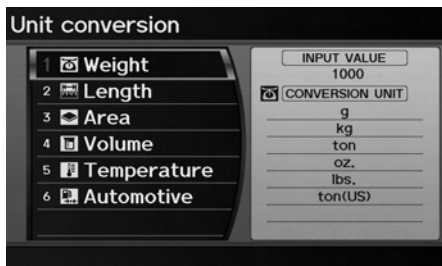 Unit conversion
1 Weight
2 Length
3 Area
4 Volume
5 Temperature
6 Automotive
INPUT VALUE
1000
CONVERSION UNIT
g
kg
ton
oz.
lbs.
ton(US)